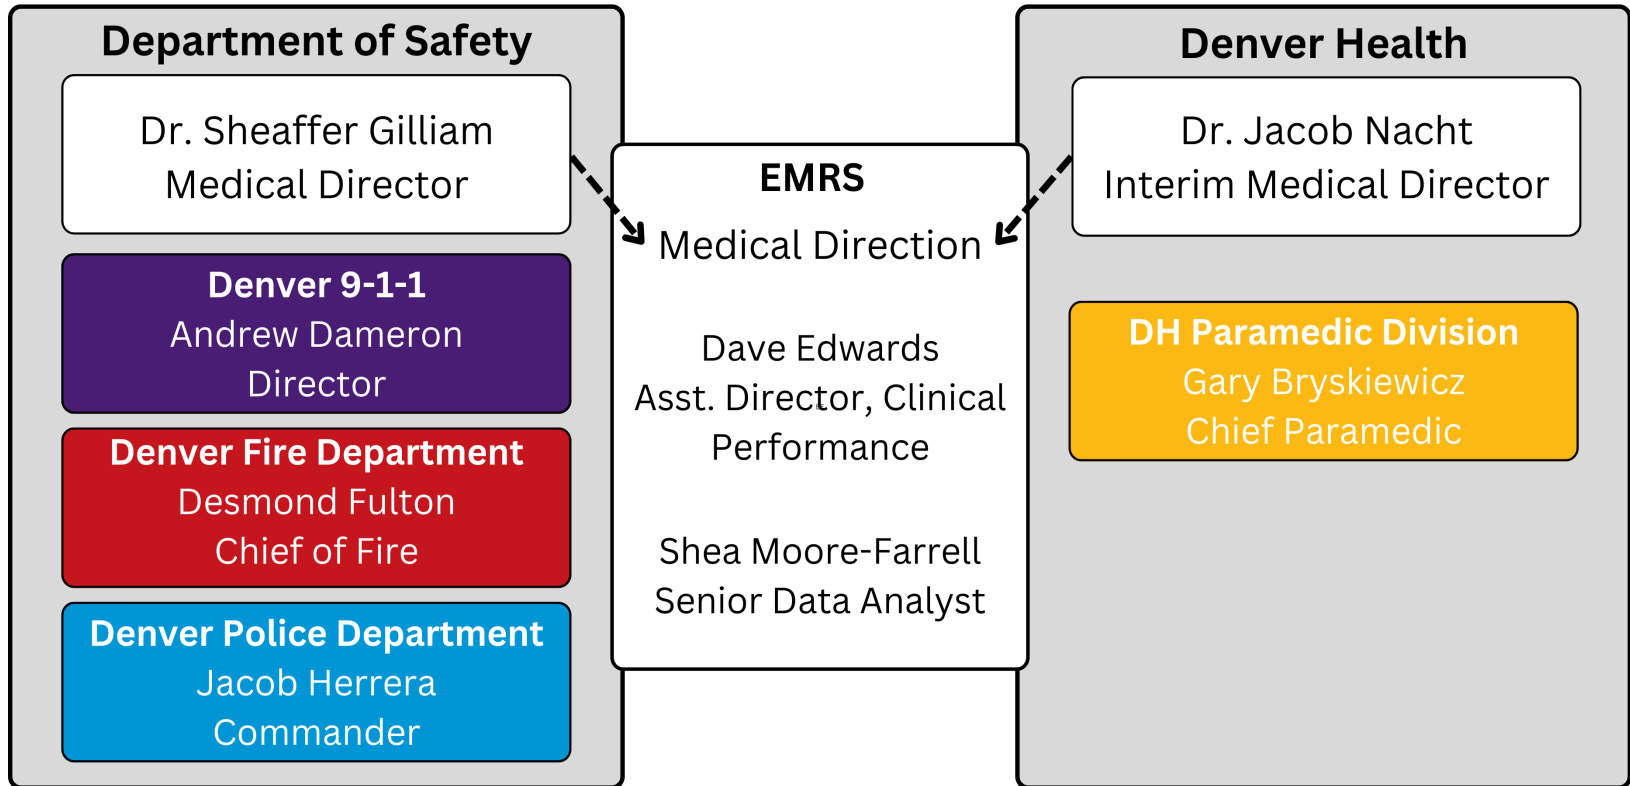 Department of Safety
Dr. Sheaffer Gilliam
Medical Director
Denver 9-1-1
Andrew Dameron
Director
Denver Fire Department
Desmond Fulton
Chief of Fire
Denver Police Department
Jacob Herrera
Commander
EMRS
Medical Direction
Dave Edwards
Asst. Director, Clinical
Performance
Shea Moore-Farrell
Senior Data Analyst
Denver Health
Dr. Jacob Nacht
Interim Medical Director
DH Paramedic Division
Gary Bryskiewicz
Chief Paramedic